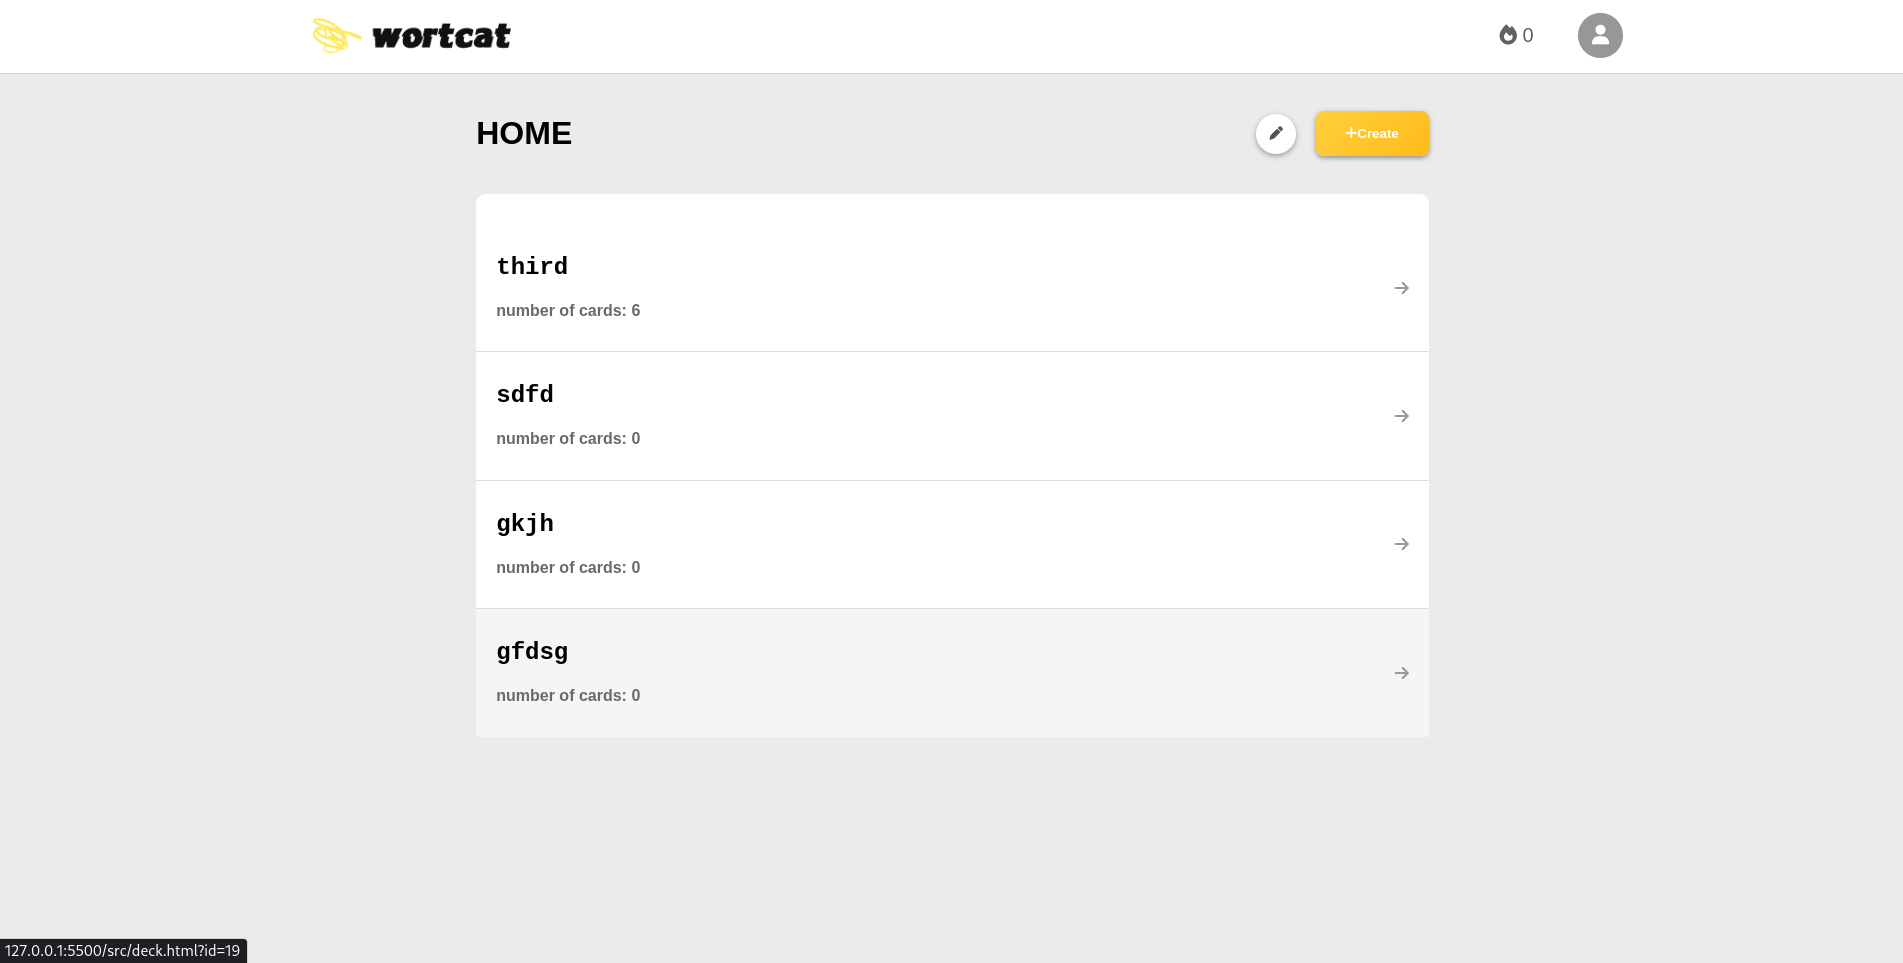 wortcat
0
HOME
+Create
third
number of cards: 6
sdfd
number of cards: 0
gkjh
number of cards: 0
gfdsg
number of cards: 0
127.0.0.1:5500/src/deck.html?id=19